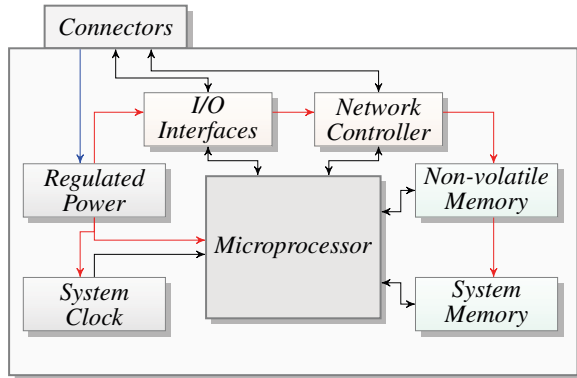 Connectors
I/O
Interfaces
Network
Controller
Regulated
Power
Non-volatile
Memory
Microprocessor
System
Clock
System
Memory